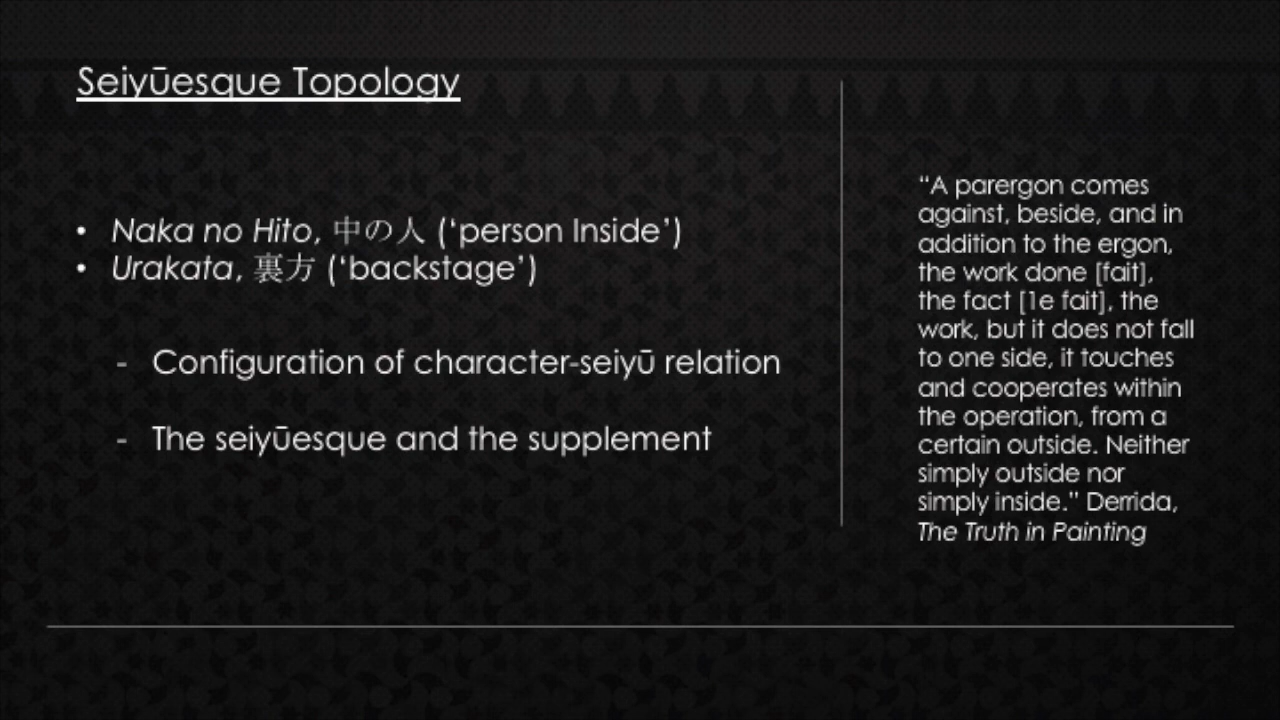 Seiyūesque Topology
• Naka no Hito, 中の人 (‘person Inside’)
• Urakata, 裏方 (‘backstage’)
- Configuration of character-seiyū relation
- The seiyūesque and the supplement
“A parergon comes
against, beside, and in
addition to the ergon,
the work done [fait],
the fact [1e fait], the
work, but it does not fall
to one side, it touches
and cooperates within
the operation, from a
certain outside. Neither
simply outside nor
simply inside.” Derrida,
The Truth in Painting